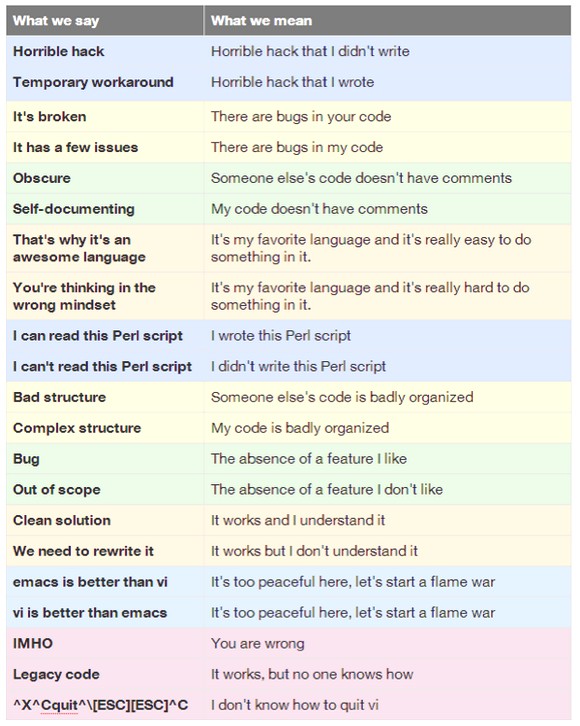 What we say What we mean
Horrible hack Horrible hack that I didn't write
Temporary workaround Horrible hack that I wrote
It's broken There are bugs in your code
It has a few issues There are bugs in my code
Obscure Someone else's code doesn't have comments
Self-documenting My code doesn't have comments
That's why it's an It's my favorite language and it's really easy to do
awesome language something in it.
You're thinking in the It's my favorite language and it's really hard to do
wrong mindset something in it.
I can read this Perl script I wrote this Perl script
I can't read this Perl script I didn't write this Perl script
Bad structure Someone else's code is badly organized
Complex structure My code is badly organized
Bug The absence of a feature I like
Out of scope The absence of a feature I don't like
Clean solution It works and I understand it
We need to rewrite it It works but I don't understand it
emacs is better than vi It's too peaceful here, let's start a flame war
vi is better than emacs It's too peaceful here, let's start a flame war
IMHO You are wrong
Legacy code It works, but no one knows how
^X^Cquit^\[ESC][ESC]^C I don't know how to quit vi